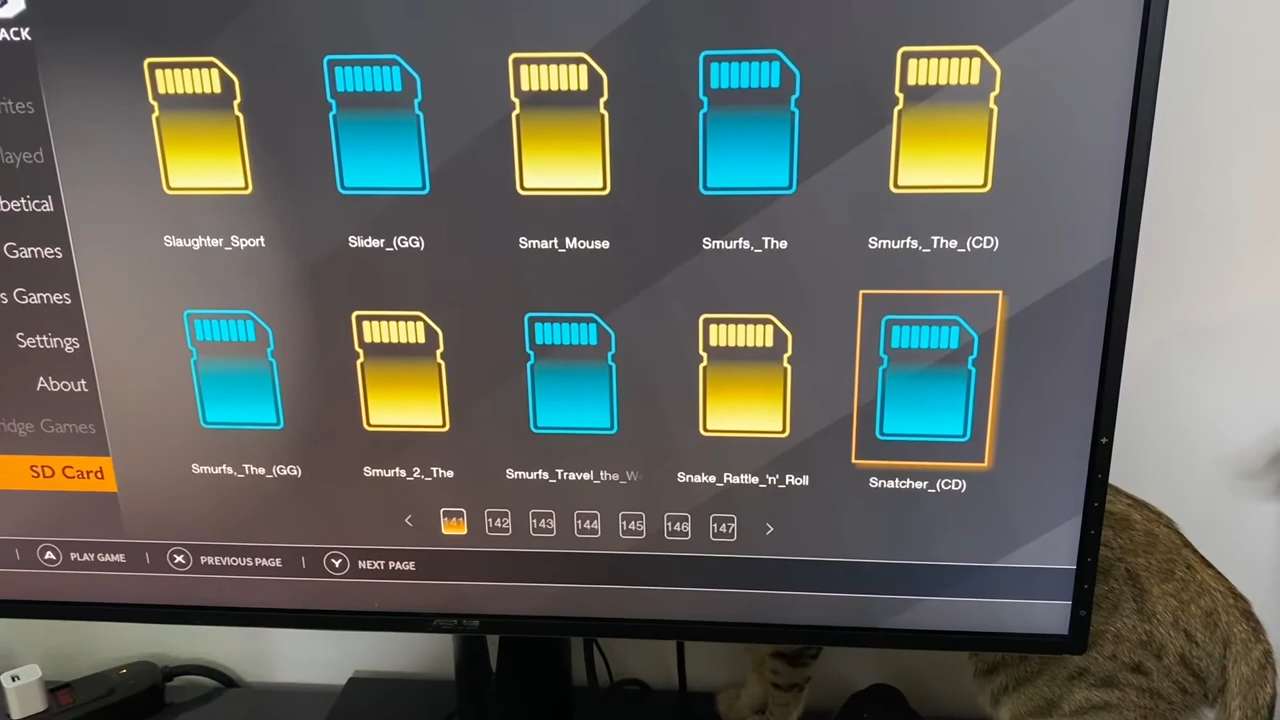 ACK
Slaughter_Sport
Slider_(GG)
Smart_Mouse
Smurfs,_The
Smurfs,_The_(CD)
rites
layed
betical
Games
s Games
Settings
About
ridge Games
SD Card
Smurfs,_The_(GG)
Smurfs_2,_The
Smurfs_Travel_the_W
Snake_Rattle_'n'_Roll
Snatcher_(CD)
< 141 142 143 144 145 146 147 >
A PLAY GAME | X PREVIOUS PAGE | Y NEXT PAGE
ASUS